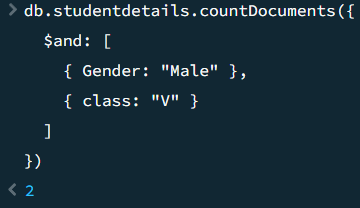 > db.studentdetails.countDocuments({
$and: [
{ Gender: "Male" },
{ class: "V" }
]
})
< 2